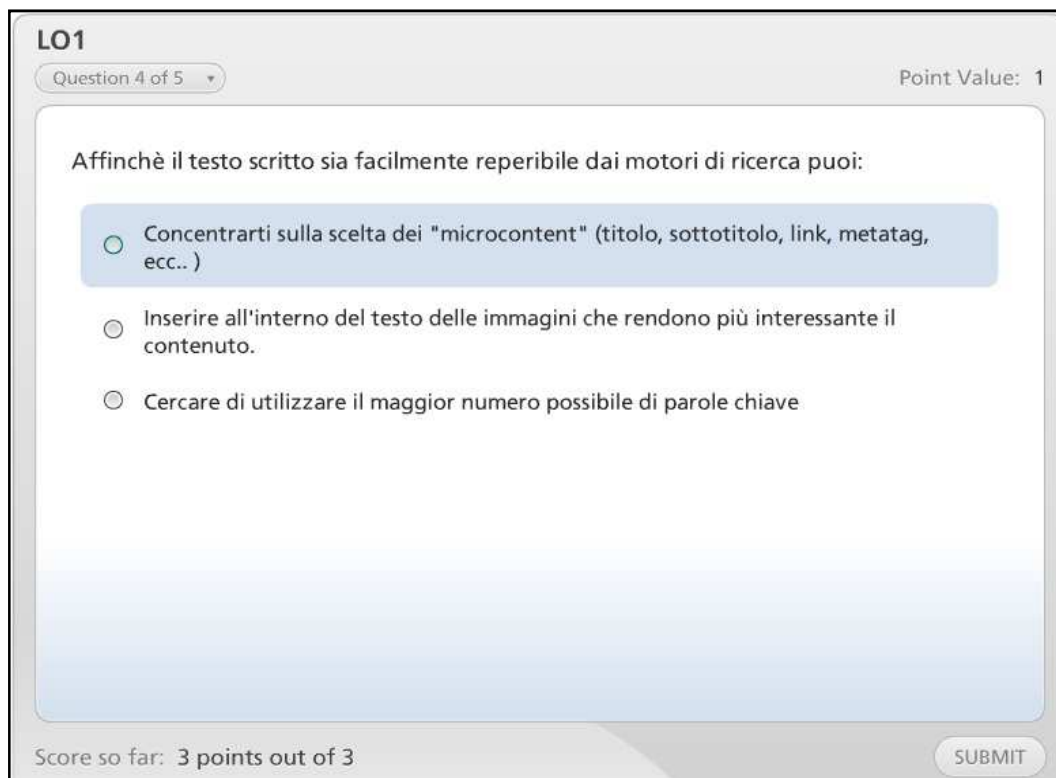 LO1
Question 4 of 5
Point Value: 1
Affinchè il testo scritto sia facilmente reperibile dai motori di ricerca puoi:
Concentrarti sulla scelta dei "microcontent" (titolo, sottotitolo, link, metatag,
ecc.. )
Inserire all'interno del testo delle immagini che rendono più interessante il
contenuto.
Cercare di utilizzare il maggior numero possibile di parole chiave
Score so far: 3 points out of 3
SUBMIT